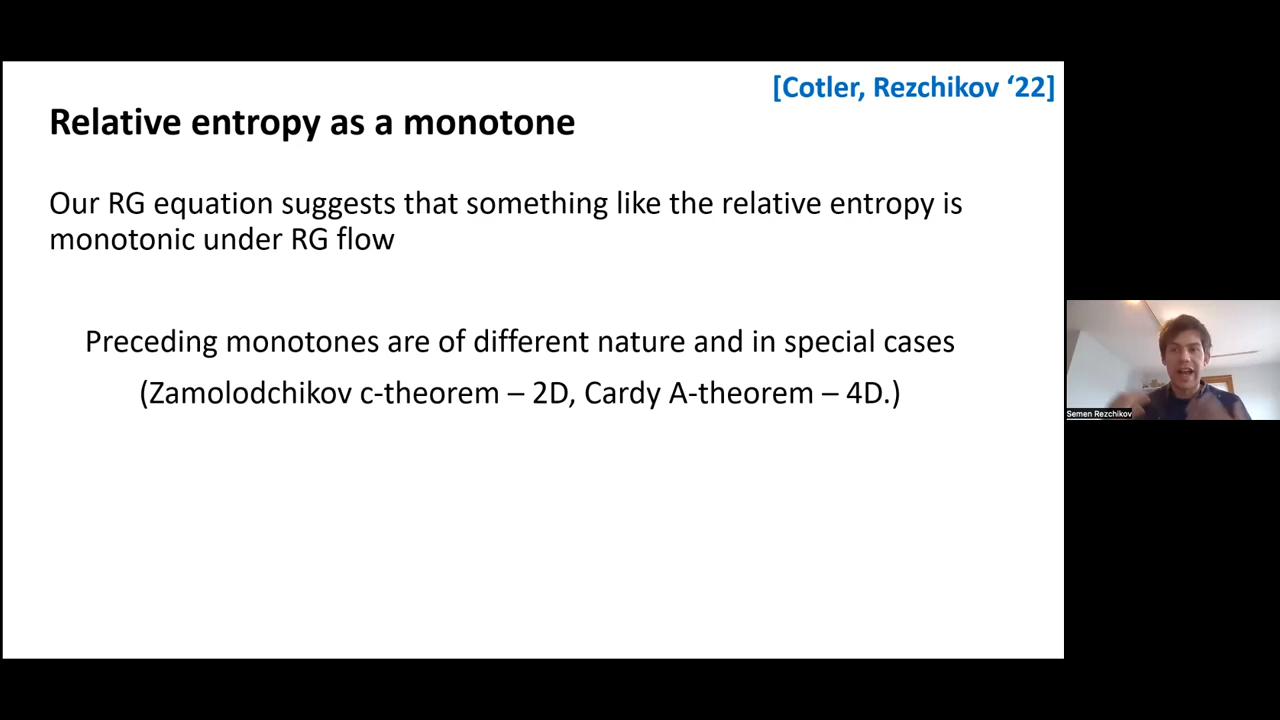 [Cotler, Rezchikov ‘22]
Relative entropy as a monotone
Our RG equation suggests that something like the relative entropy is
monotonic under RG flow
Preceding monotones are of different nature and in special cases
(Zamolodchikov c-theorem – 2D, Cardy A-theorem – 4D.)
Semen Rezchikov